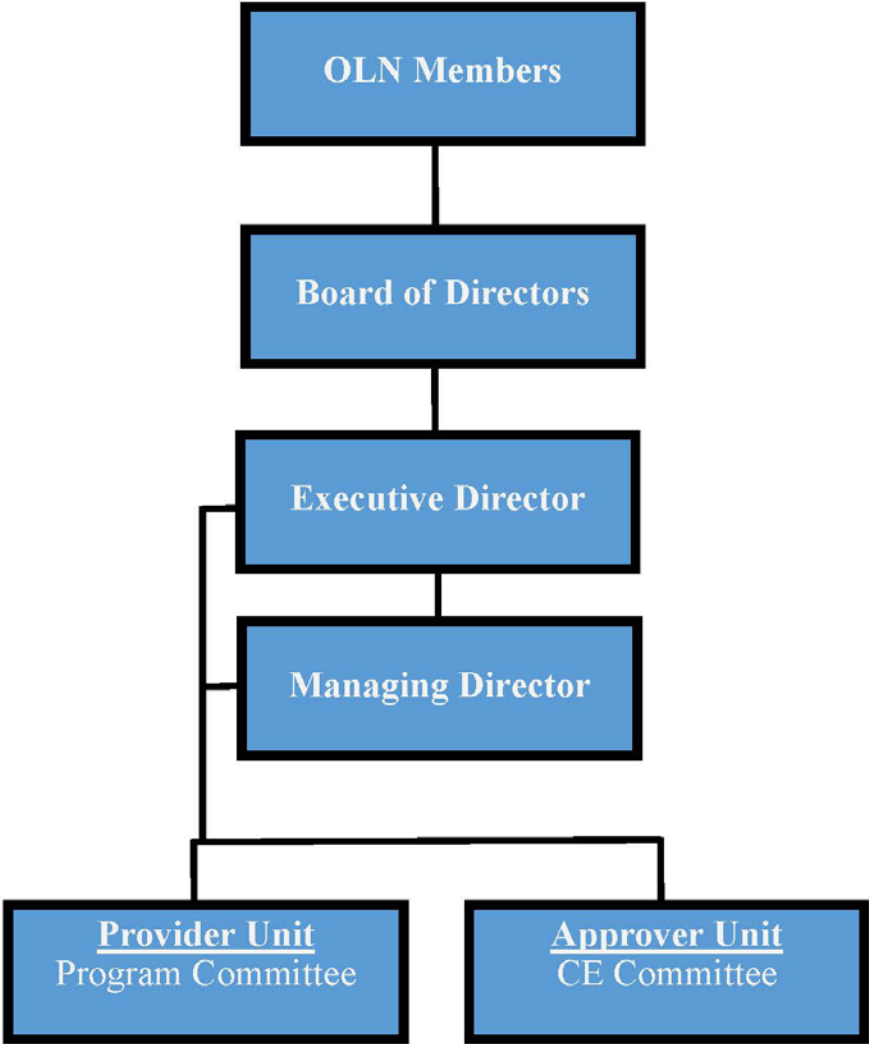 OLN Members
Board of Directors
Executive Director
Managing Director
Provider Unit
Program Committee
Approver Unit
CE Committee